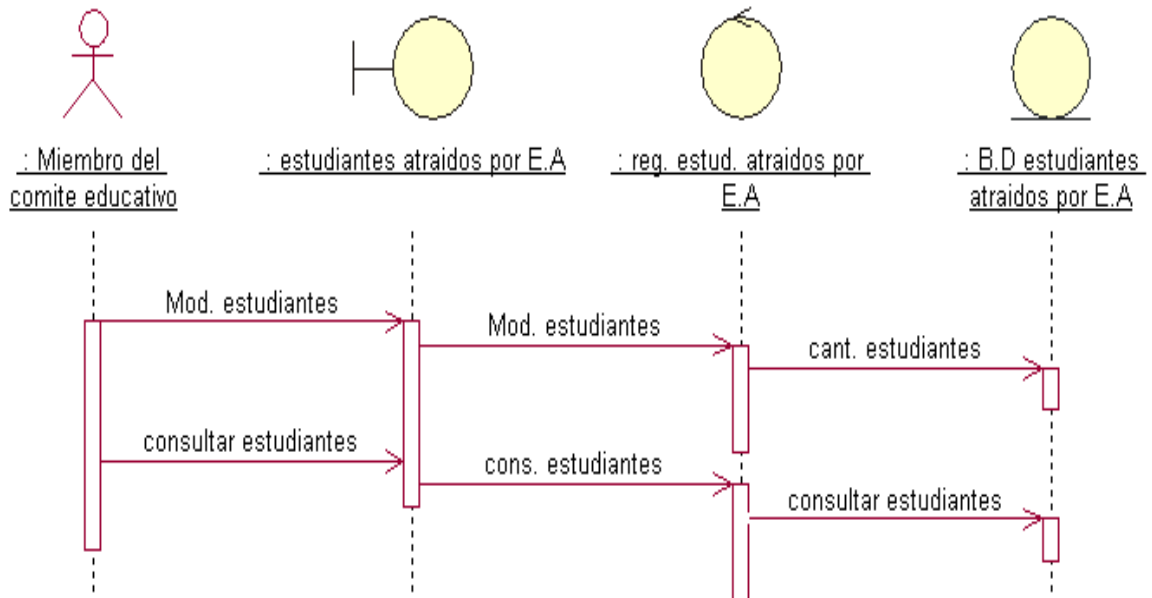 : Miembro del
comite educativo
: estudiantes atraidos por E.A
: reg. estud. atraidos por
E.A
: B.D estudiantes
atraidos por E.A
Mod. estudiantes
Mod. estudiantes
cant. estudiantes
consultar estudiantes
cons. estudiantes
consultar estudiantes